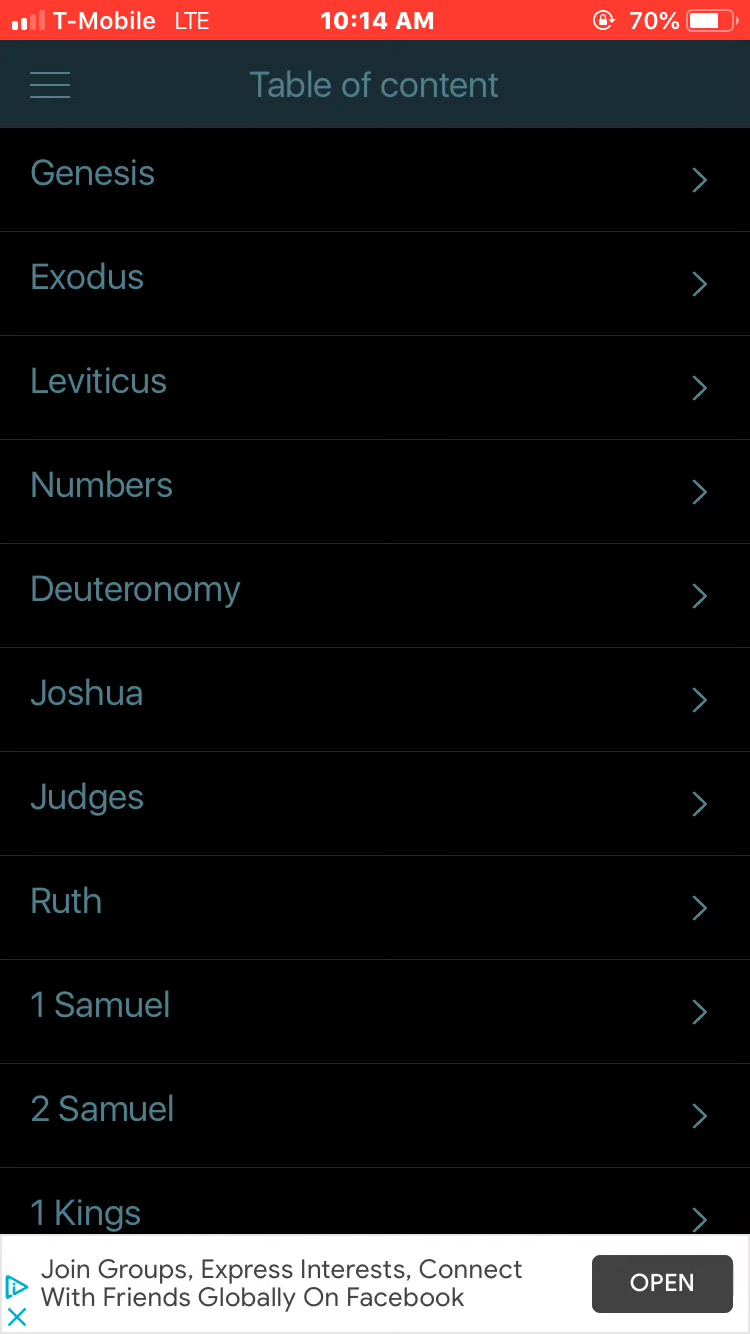 T-Mobile LTE 10:14 AM 70%
Table of content
Genesis
Exodus
Leviticus
Numbers
Deuteronomy
Joshua
Judges
Ruth
1 Samuel
2 Samuel
1 Kings
Join Groups, Express Interests, Connect
With Friends Globally On Facebook
OPEN